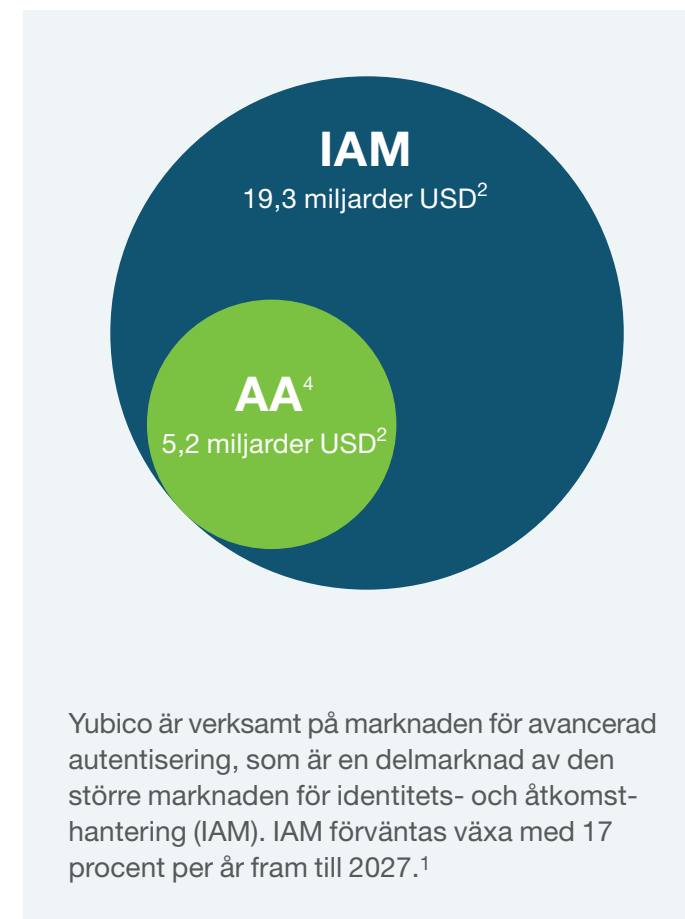 IAM
19,3 miljarder USD²
AA⁴
5,2 miljarder USD²
Yubico är verksamt på marknaden för avancerad
autentisering, som är en delmarknad av den
större marknaden för identitets- och åtkomst-
hantering (IAM). IAM förväntas växa med 17
procent per år fram till 2027.¹